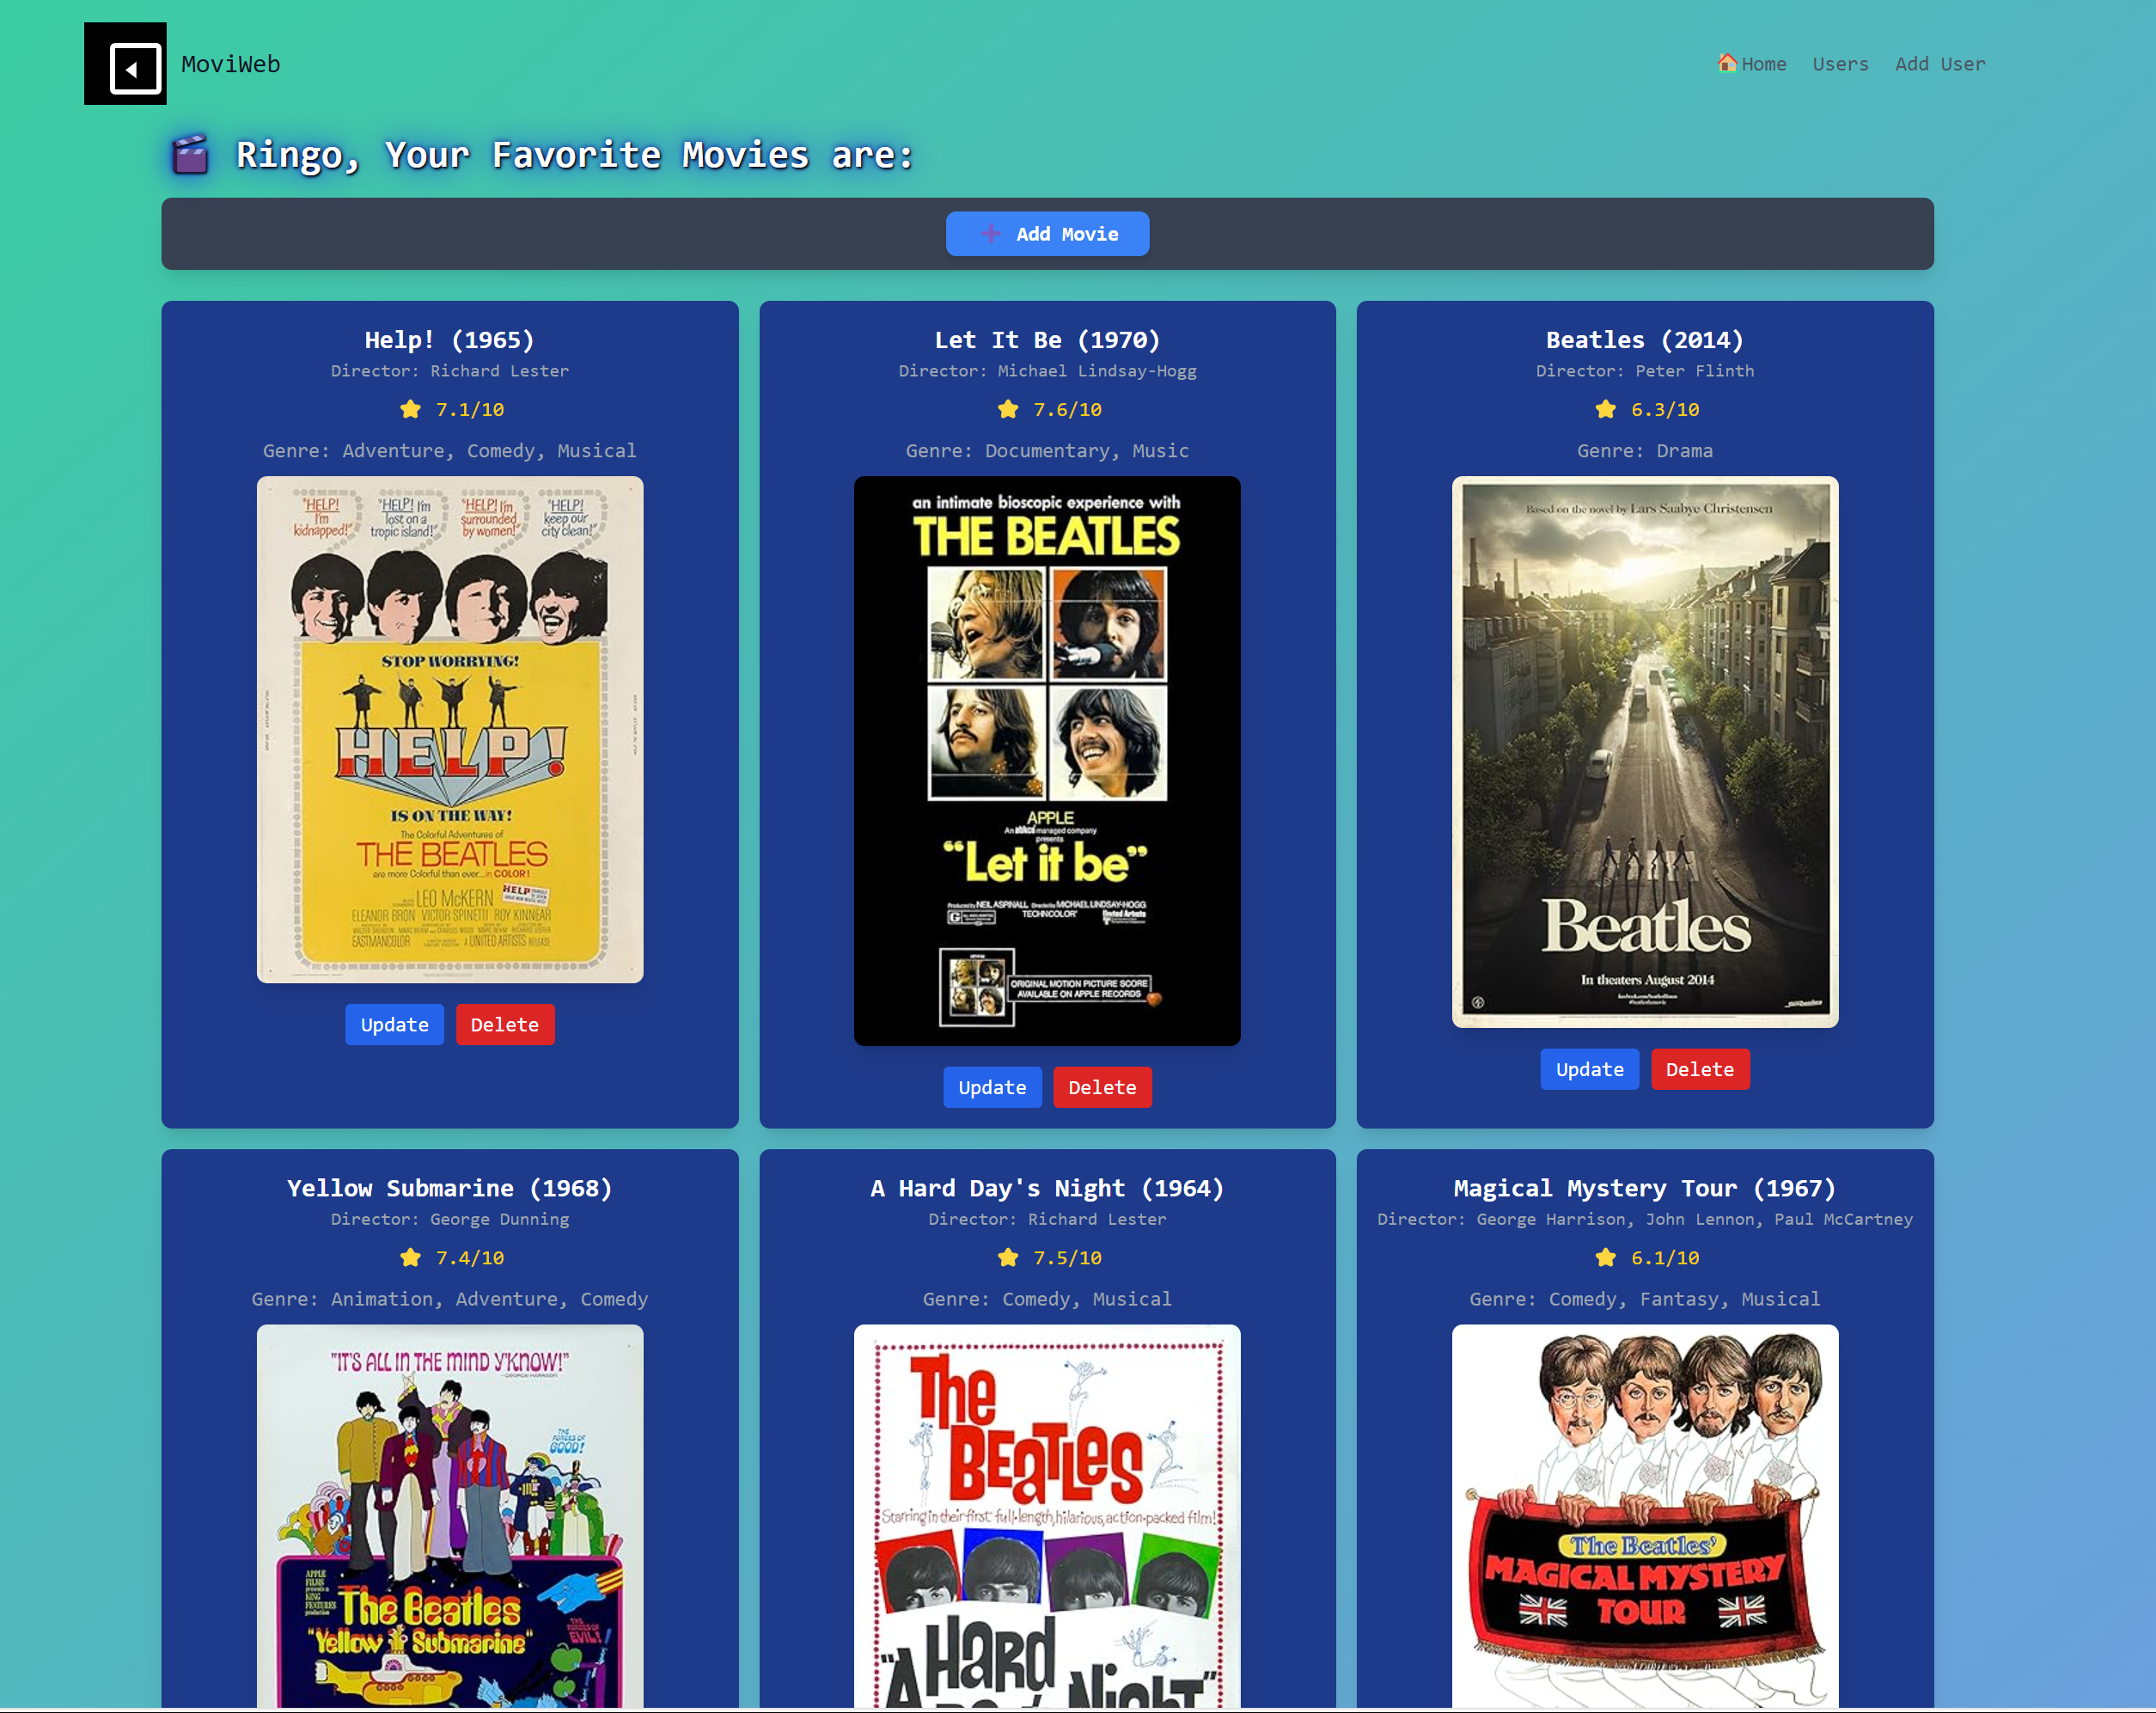 MoviWeb
Home Users Add User
Ringo, Your Favorite Movies are:
Add Movie
Help! (1965)
Director: Richard Lester
7.1/10
Genre: Adventure, Comedy, Musical
"HELP! I'm kidnapped!"
"HELP! I'm lost on a tropic island!"
"HELP! I'm surrounded by women!"
"HELP! keep our city clean!"
STOP WORRYING!
HELP!
IS ON THE WAY!
The Colorful Adventures of
THE BEATLES
are more Colorful than ever...in COLOR!
LEO McKERN
ELEANOR BRON VICTOR SPINETTI ROY KINNEAR
EASTMANCOLOR A UNITED ARTISTS RELEASE
Update Delete
Let It Be (1970)
Director: Michael Lindsay-Hogg
7.6/10
Genre: Documentary, Music
an intimate bioscopic experience with
THE BEATLES
APPLE
An abkco managed company
presents
"Let it be"
Produced by NEIL ASPINALL Directed by MICHAEL LINDSAY-HOGG
TECHNICOLOR United Artists
G
ORIGINAL MOTION PICTURE SCORE
AVAILABLE ON APPLE RECORDS
Update Delete
Beatles (2014)
Director: Peter Flinth
6.3/10
Genre: Drama
Based on the novel by Lars Saabye Christensen
Beatles
In theaters August 2014
Update Delete
Yellow Submarine (1968)
Director: George Dunning
7.4/10
Genre: Animation, Adventure, Comedy
"IT'S ALL IN THE MIND Y'KNOW!"
—GEORGE HARRISON
THE FORCES OF GOOD!
APPLE
FILMS
presents a
KING
FEATURES
production
The Beatles
"Yellow Submarine"
THE FORCES OF EVIL!
A Hard Day's Night (1964)
Director: Richard Lester
7.5/10
Genre: Comedy, Musical
The
BEATLES
Starring in their first full-length, hilarious, action-packed film!
"A HARD
Night"
Magical Mystery Tour (1967)
Director: George Harrison, John Lennon, Paul McCartney
6.1/10
Genre: Comedy, Fantasy, Musical
The Beatles'
MAGICAL MYSTERY
TOUR